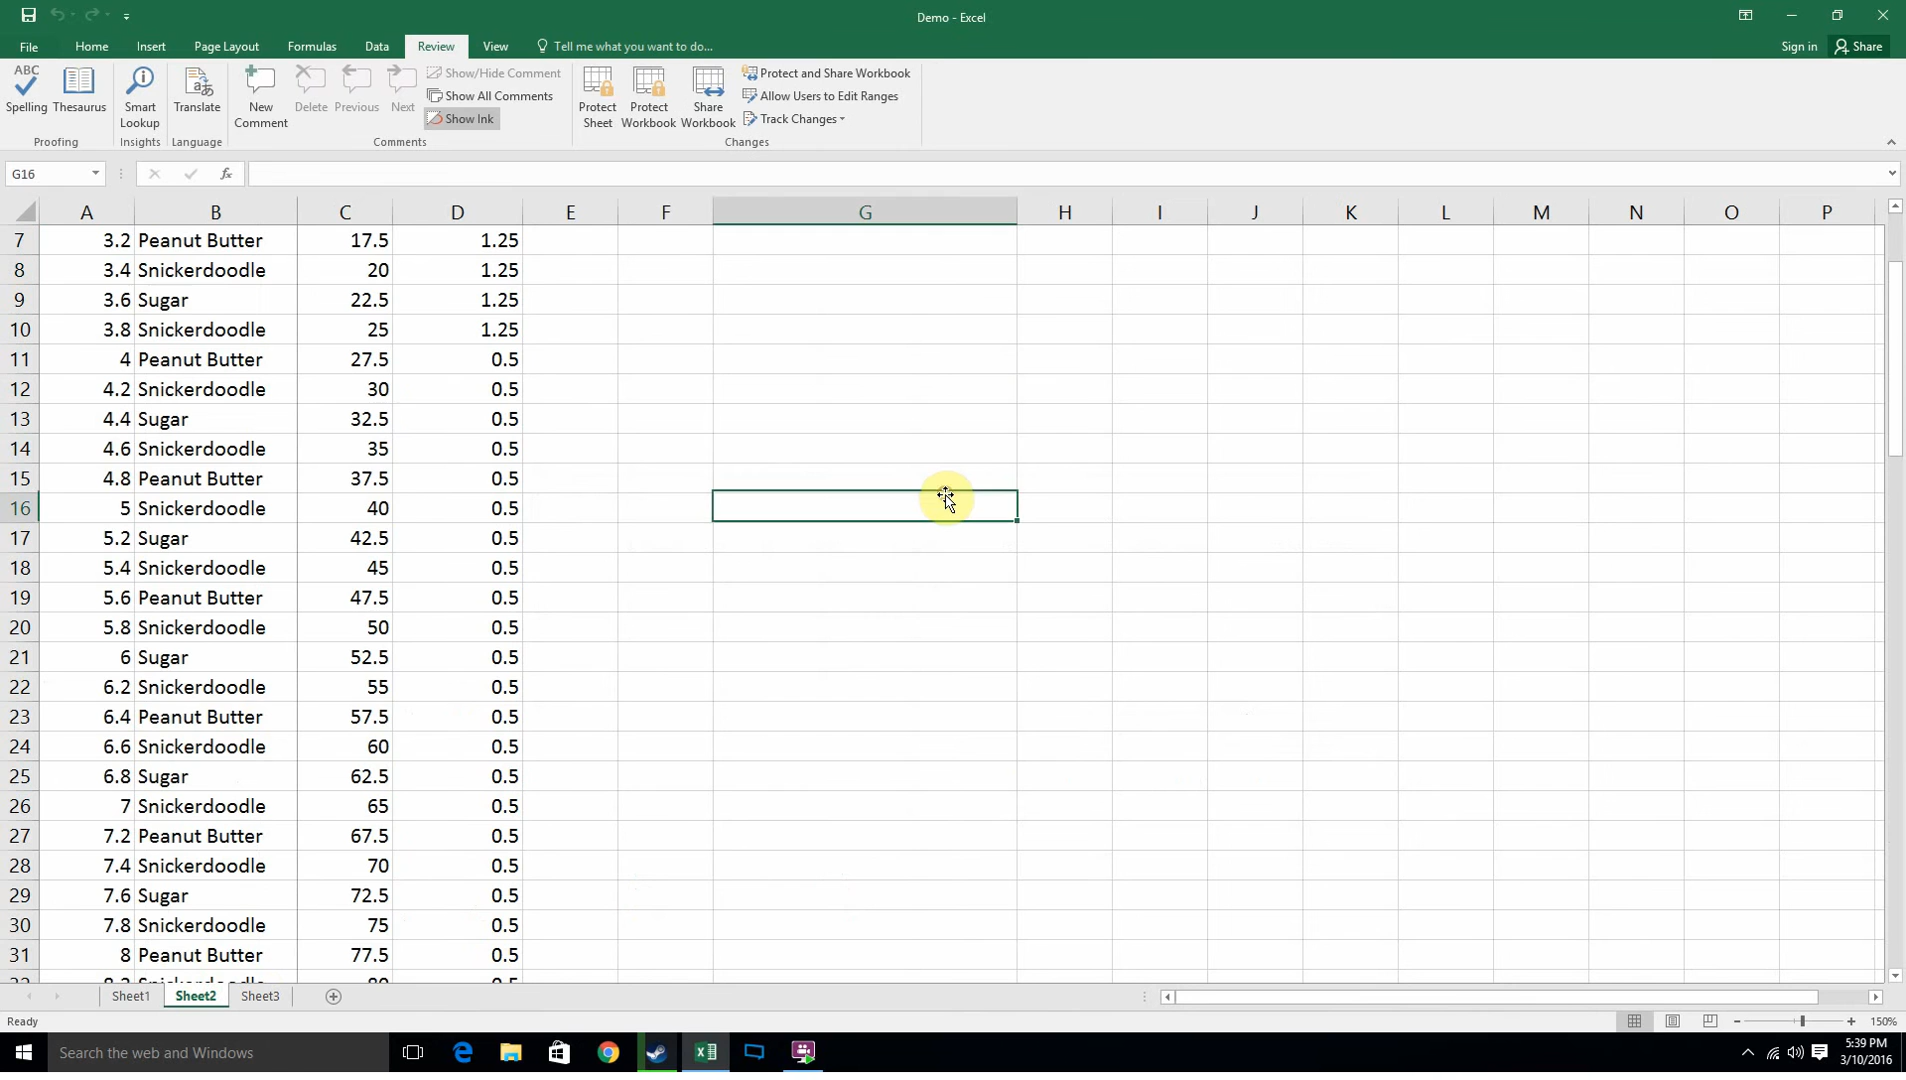 Demo - Excel
File Home Insert Page Layout Formulas Data Review View Tell me what you want to do... Sign in Share
ABC
Spelling Thesaurus Smart Lookup Translate New Comment Delete Previous Next
Show/Hide Comment
Show All Comments
Show Ink
Protect Sheet Protect Workbook Share Workbook
Protect and Share Workbook
Allow Users to Edit Ranges
Track Changes
Proofing Insights Language Comments Changes
G16 fx
A B C D E F G H I J K L M N O P
7 3.2 Peanut Butter 17.5 1.25
8 3.4 Snickerdoodle 20 1.25
9 3.6 Sugar 22.5 1.25
10 3.8 Snickerdoodle 25 1.25
11 4 Peanut Butter 27.5 0.5
12 4.2 Snickerdoodle 30 0.5
13 4.4 Sugar 32.5 0.5
14 4.6 Snickerdoodle 35 0.5
15 4.8 Peanut Butter 37.5 0.5
16 5 Snickerdoodle 40 0.5
17 5.2 Sugar 42.5 0.5
18 5.4 Snickerdoodle 45 0.5
19 5.6 Peanut Butter 47.5 0.5
20 5.8 Snickerdoodle 50 0.5
21 6 Sugar 52.5 0.5
22 6.2 Snickerdoodle 55 0.5
23 6.4 Peanut Butter 57.5 0.5
24 6.6 Snickerdoodle 60 0.5
25 6.8 Sugar 62.5 0.5
26 7 Snickerdoodle 65 0.5
27 7.2 Peanut Butter 67.5 0.5
28 7.4 Snickerdoodle 70 0.5
29 7.6 Sugar 72.5 0.5
30 7.8 Snickerdoodle 75 0.5
31 8 Peanut Butter 77.5 0.5
Sheet1 Sheet2 Sheet3
Ready 150%
Search the web and Windows
5:39 PM
3/10/2016